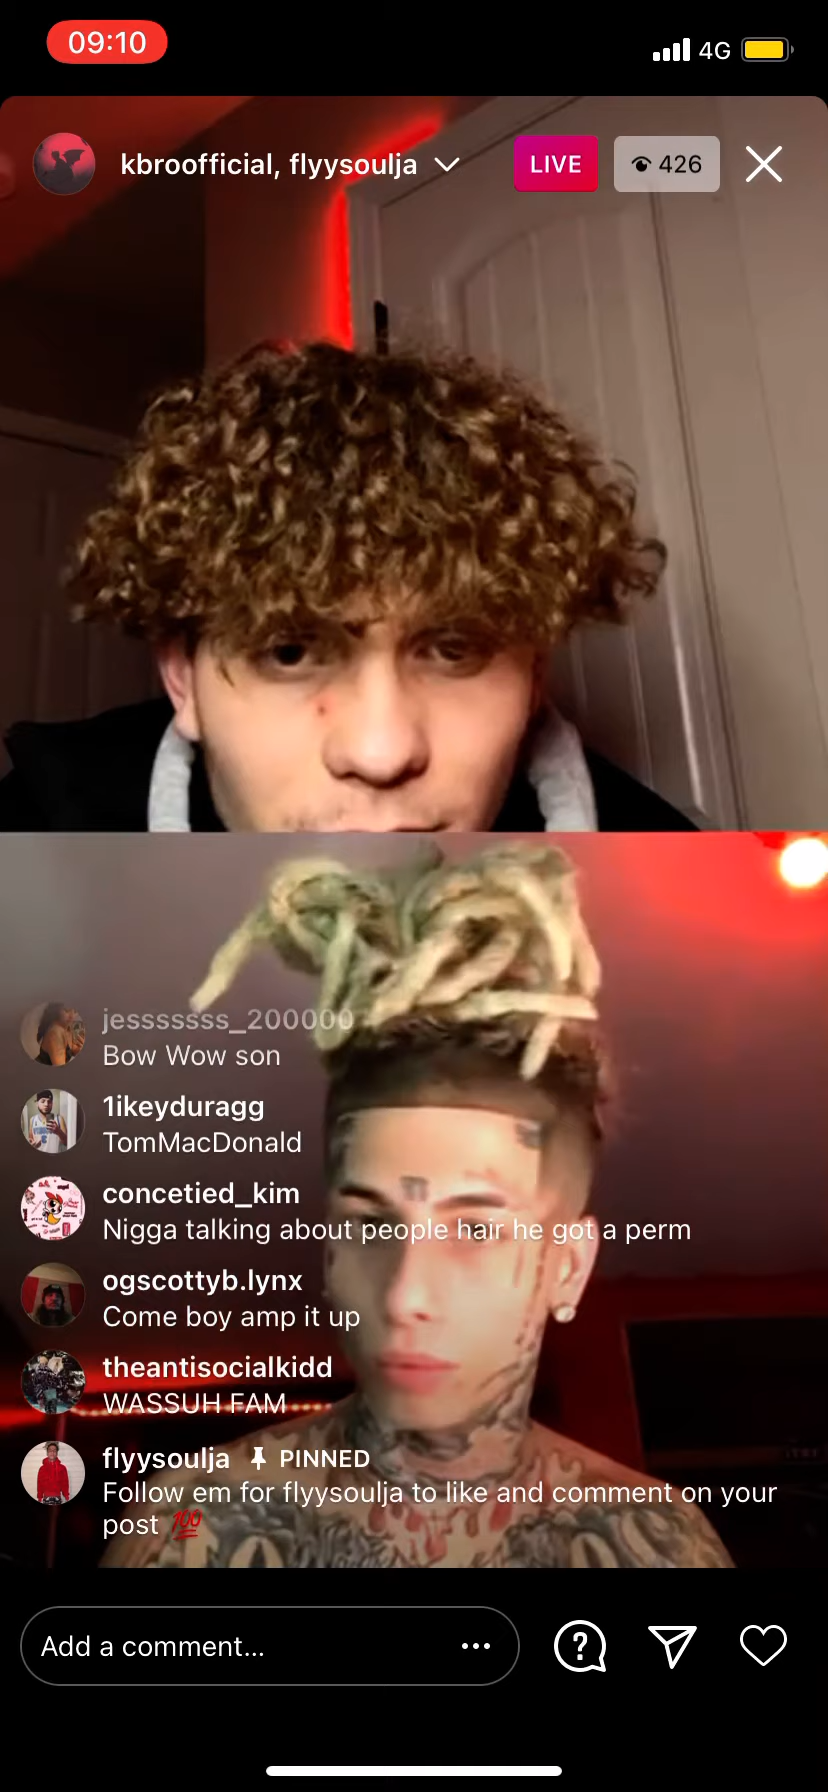 09:10
4G
kbroofficial, flyysoulja
LIVE
426
jesssssss_200000
Bow Wow son
1ikeyduragg
TomMacDonald
concetied_kim
Nigga talking about people hair he got a perm
ogscottyb.lynx
Come boy amp it up
theantisocialkidd
WASSUH FAM
flyysoulja PINNED
Follow em for flyysoulja to like and comment on your
post 💯
Add a comment...